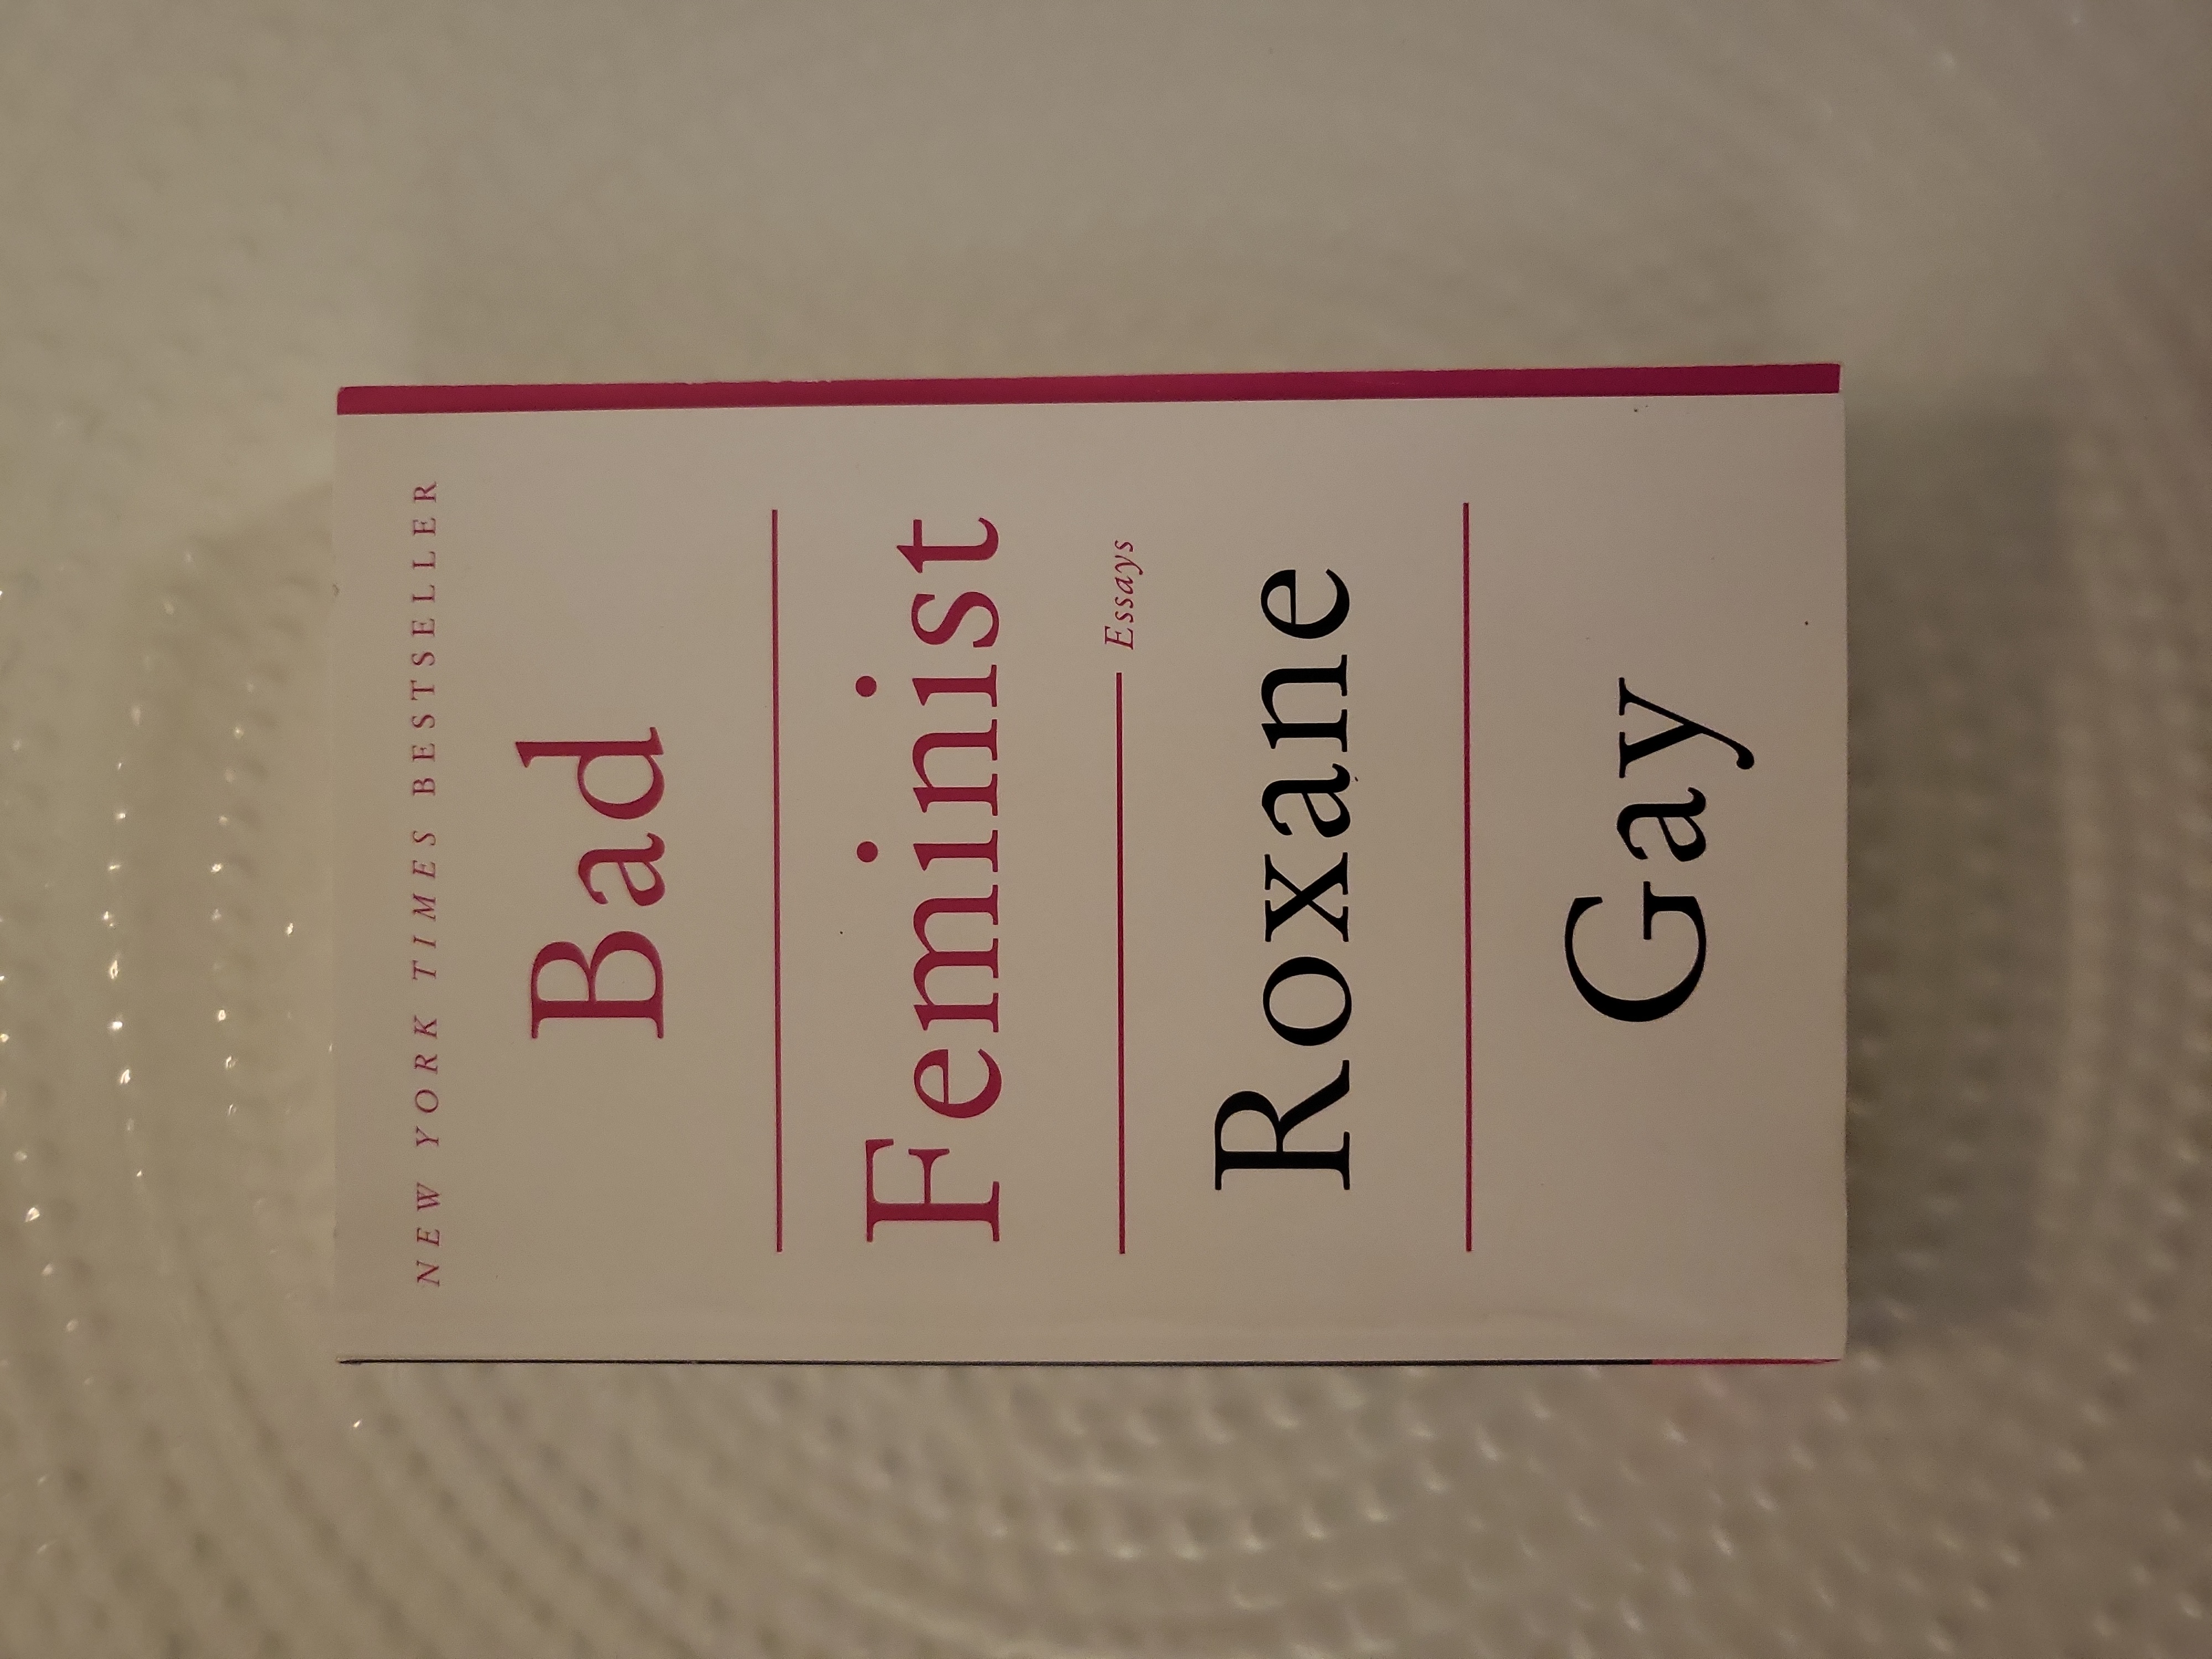 NEW YORK TIMES BESTSELLER
Bad
Feminist
Essays
Roxane
Gay